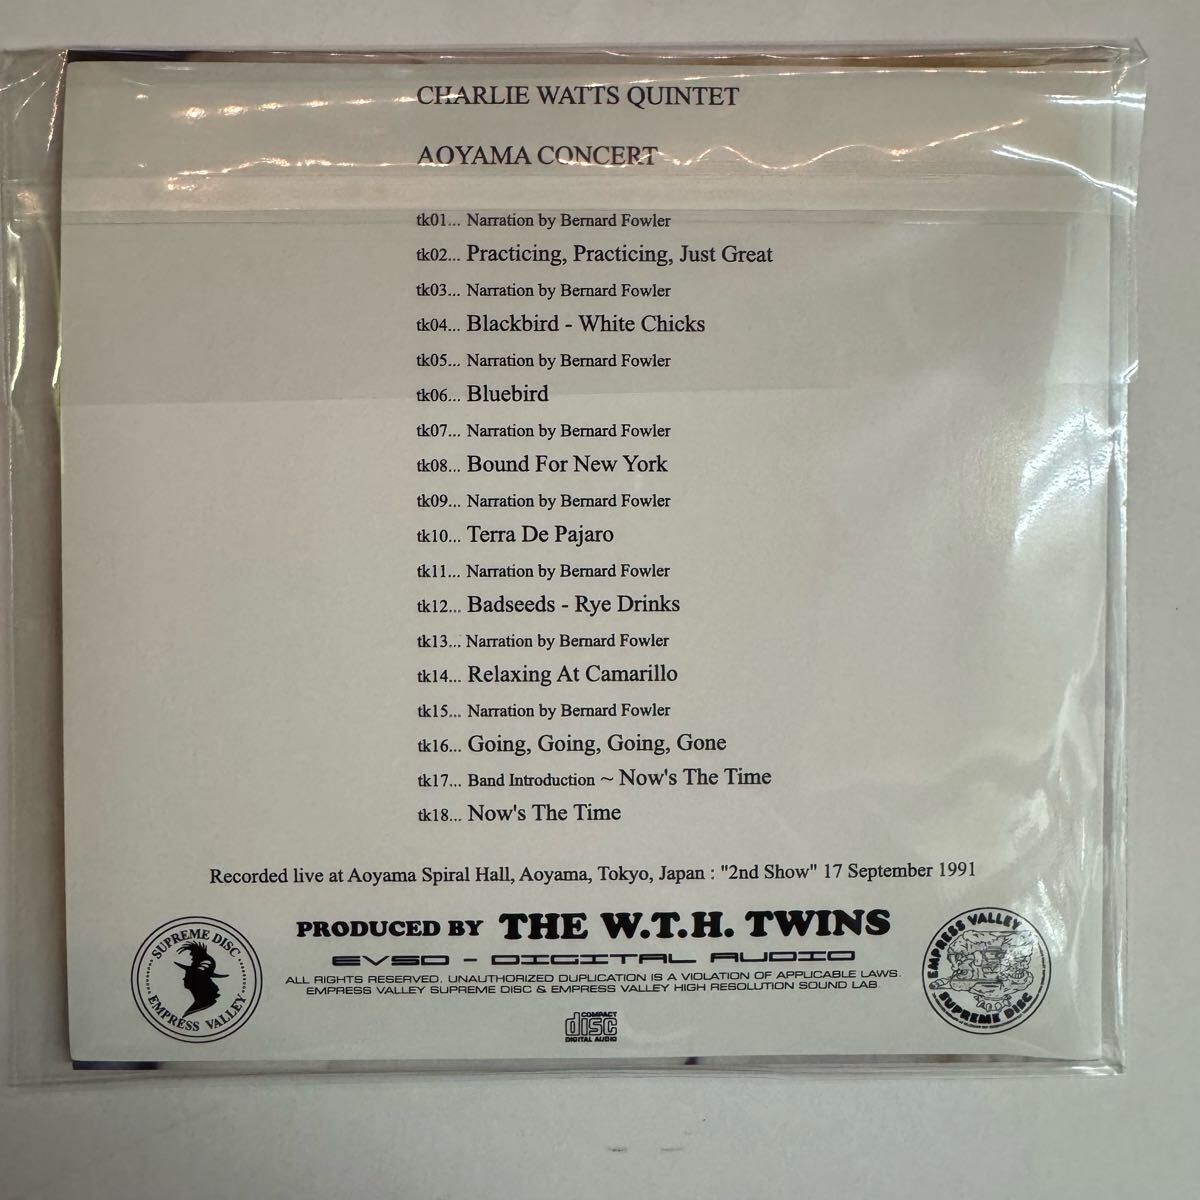 CHARLIE WATTS QUINTET
AOYAMA CONCERT
tk01... Narration by Bernard Fowler
tk02... Practicing, Practicing, Just Great
tk03... Narration by Bernard Fowler
tk04... Blackbird - White Chicks
tk05... Narration by Bernard Fowler
tk06... Bluebird
tk07... Narration by Bernard Fowler
tk08... Bound For New York
tk09... Narration by Bernard Fowler
tk10... Terra De Pajaro
tk11... Narration by Bernard Fowler
tk12... Badseeds - Rye Drinks
tk13... Narration by Bernard Fowler
tk14... Relaxing At Camarillo
tk15... Narration by Bernard Fowler
tk16... Going, Going, Going, Gone
tk17... Band Introduction ~ Now's The Time
tk18... Now's The Time
Recorded live at Aoyama Spiral Hall, Aoyama, Tokyo, Japan : "2nd Show" 17 September 1991
PRODUCED BY THE W.T.H. TWINS
EVSD - DIGITAL AUDIO
ALL RIGHTS RESERVED. UNAUTHORIZED DUPLICATION IS A VIOLATION OF APPLICABLE LAWS.
EMPRESS VALLEY SUPREME DISC & EMPRESS VALLEY HIGH RESOLUTION SOUND LAB.
SUPREME DISC
EMPRESS VALLEY
COMPACT
disc
DIGITAL AUDIO
EMPRESS VALLEY
SUPREME DISC